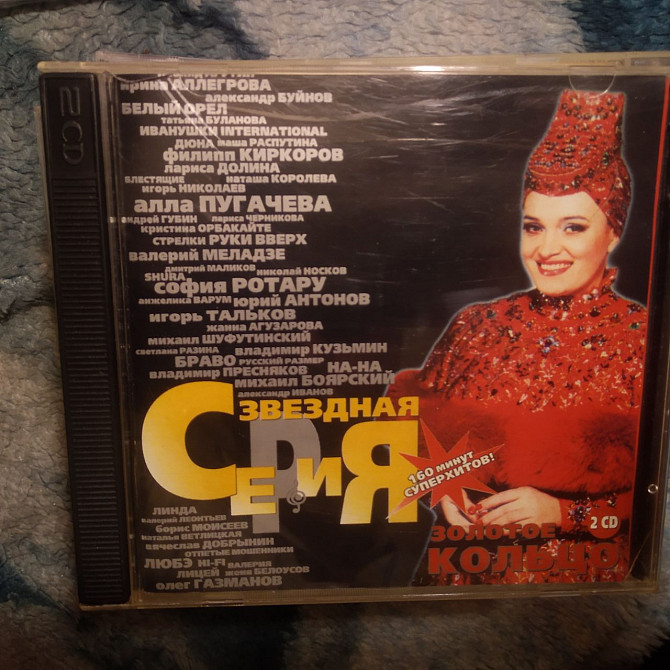 2 CD
ирина АЛЛЕГРОВА
александр БУЙНОВ
БЕЛЫЙ ОРЕЛ
татьяна БУЛАНОВА
ИВАНУШКИ INTERNATIONAL
ДЮНА маша РАСПУТИНА
филипп КИРКОРОВ
лариса ДОЛИНА
БЛЕСТЯЩИЕ наташа КОРОЛЕВА
игорь НИКОЛАЕВ
алла ПУГАЧЕВА
андрей ГУБИН лариса ЧЕРНИКОВА
кристина ОРБАКАЙТЕ
СТРЕЛКИ РУКИ ВВЕРХ
валерий МЕЛАДЗЕ
дмитрий МАЛИКОВ николай НОСКОВ
SHURA
софия РОТАРУ
анжелика ВАРУМ юрий АНТОНОВ
игорь ТАЛЬКОВ
жанна АГУЗАРОВА
михаил ШУФУТИНСКИЙ
светлана РАЗИНА владимир КУЗЬМИН
БРАВО РУССКИЙ РАЗМЕР НА-НА
владимир ПРЕСНЯКОВ
михаил БОЯРСКИЙ
александр ИВАНОВ
ЗВЕЗДНАЯ
СЕРИЯ
160 минут
СУПЕРХИТОВ!
ЛИНДА
валерий ЛЕОНТЬЕВ
борис МОИСЕЕВ
наталья ВЕТЛИЦКАЯ
вячеслав ДОБРЫНИН
ОТПЕТЫЕ МОШЕННИКИ
ЛЮБЭ HI-FI ВАЛЕРИЯ
ЛИЦЕЙ женя БЕЛОУСОВ
олег ГАЗМАНОВ
ЗОЛОТОЕ 2 CD
КОЛЬЦО